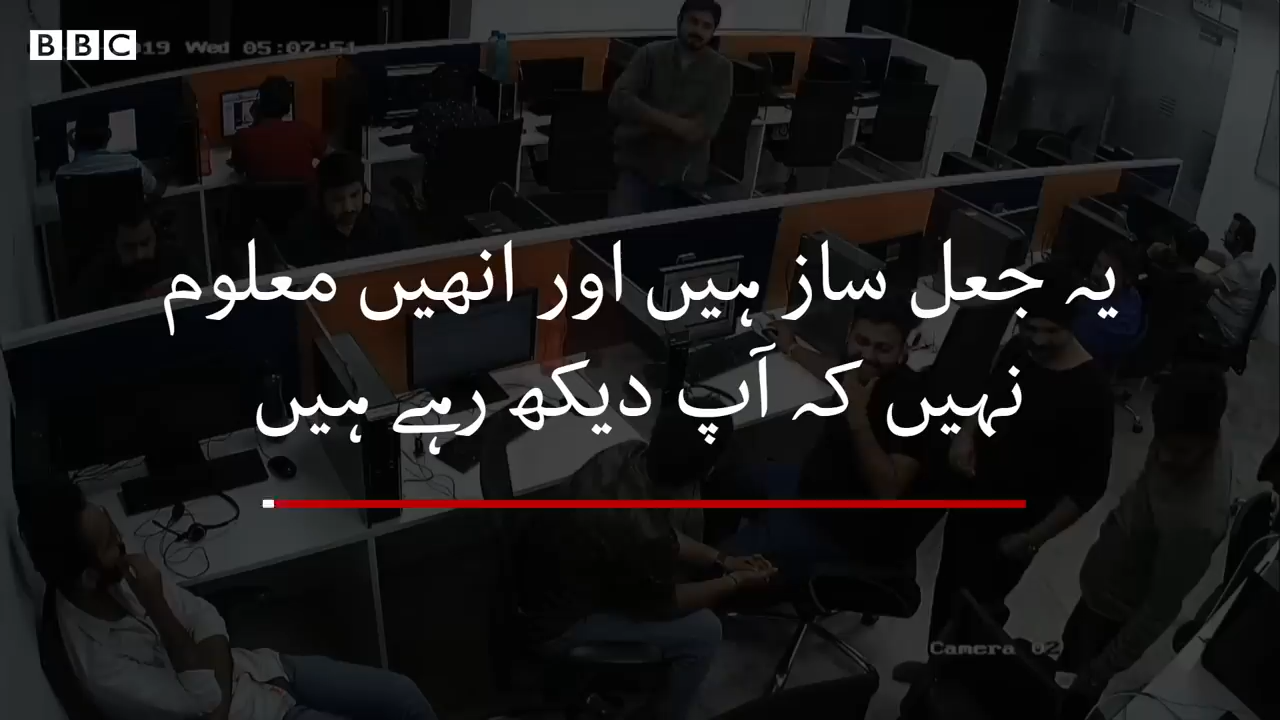 BBC
19 Wed 05:07:51
یہ جعل ساز ہیں اور انھیں معلوم
نہیں کہ آپ دیکھ رہے ہیں
Camera 02